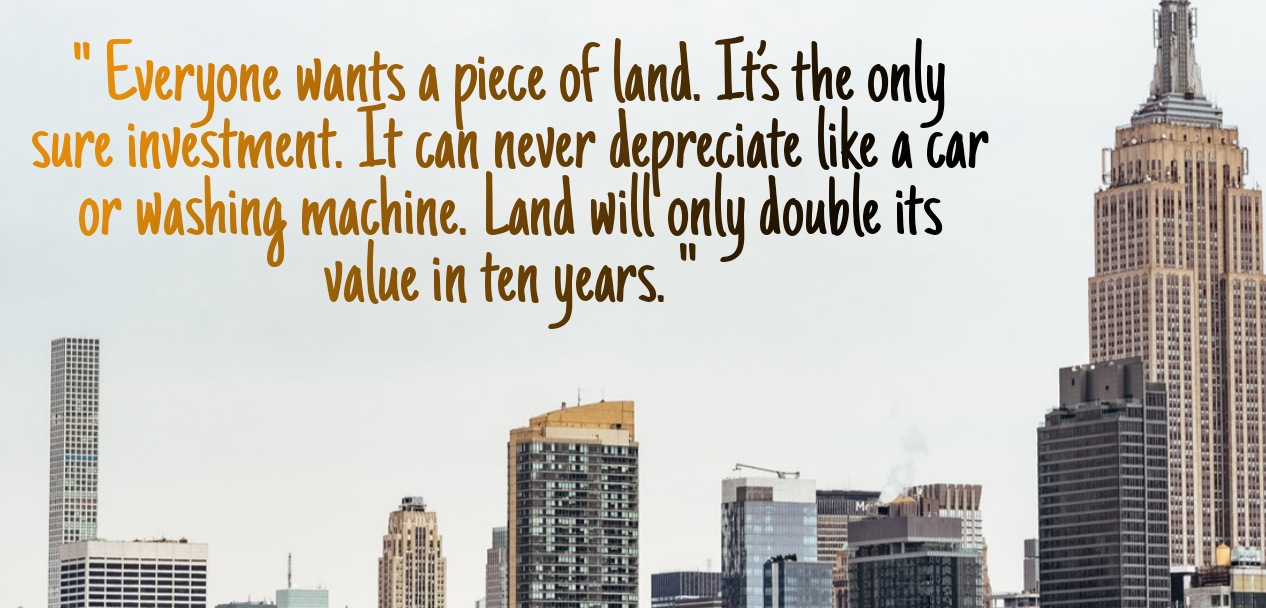 " Everyone wants a piece of land. It's the only
sure investment. It can never depreciate like a car
or washing machine. Land will only double its
value in ten years. "